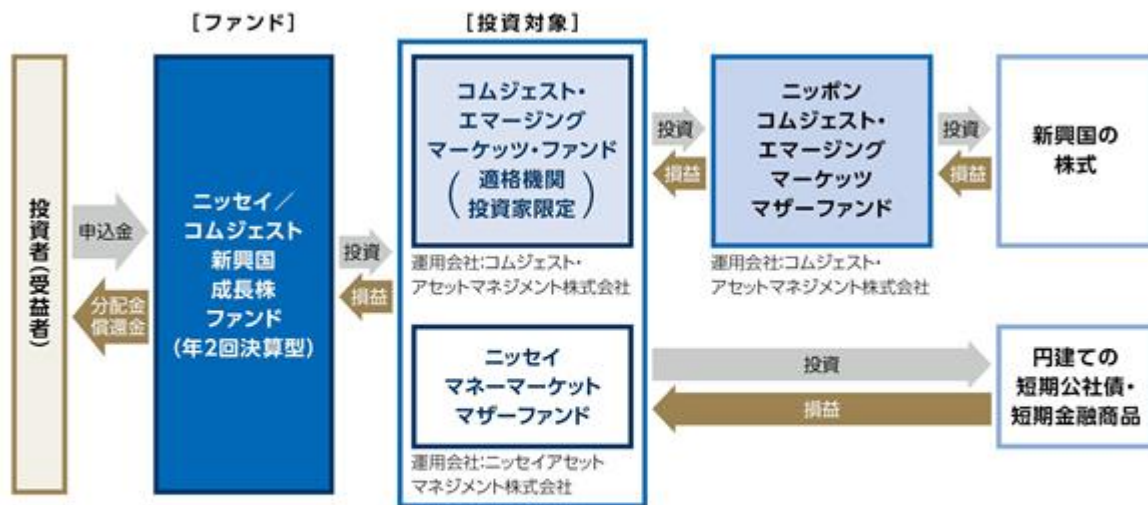 [ファンド]
[投資対象]
投資者(受益者)
申込金
分配金
償還金
ニッセイ/
コムジェスト
新興国
成長株
ファンド
(年2回決算型)
投資
損益
コムジェスト・
エマージング
マーケッツ・ファンド
(適格機関
投資家限定)
運用会社:コムジェスト・
アセットマネジメント株式会社
投資
損益
ニッポン
コムジェスト・
エマージング
マーケッツ
マザーファンド
運用会社:コムジェスト・
アセットマネジメント株式会社
投資
損益
新興国の
株式
ニッセイ
マネーマーケット
マザーファンド
運用会社:ニッセイアセット
マネジメント株式会社
投資
損益
円建ての
短期公社債・
短期金融商品